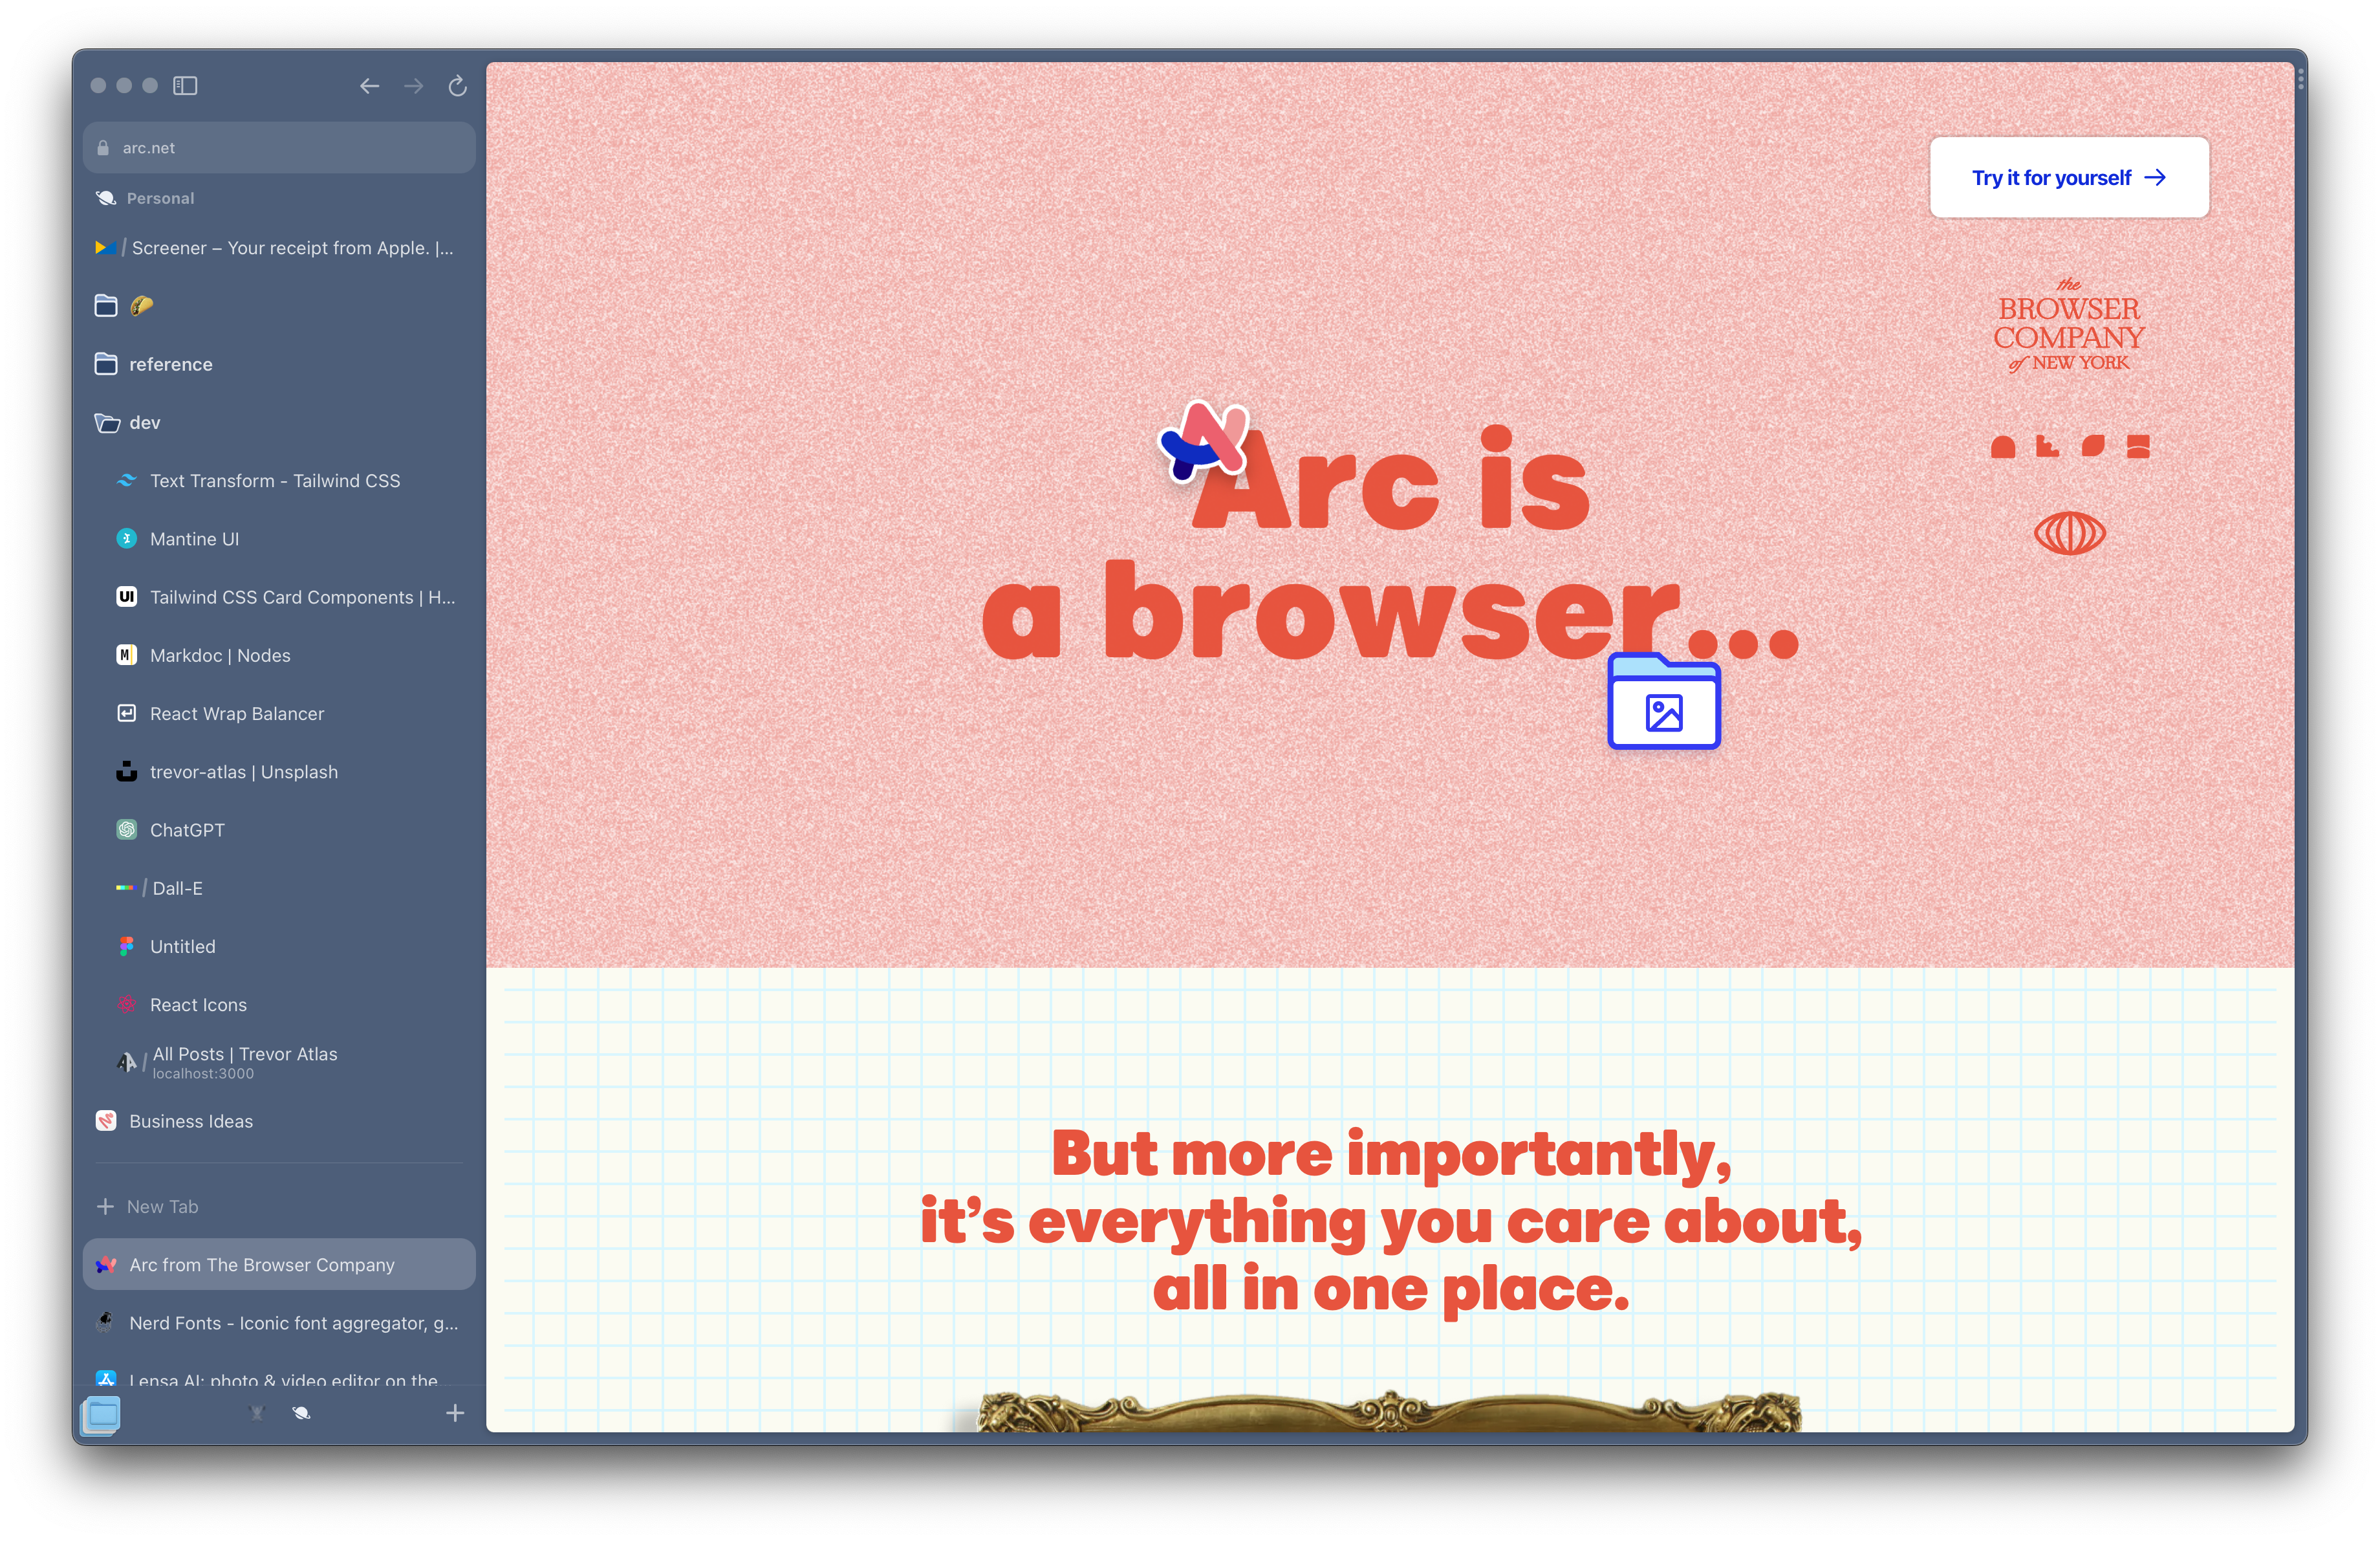 arc.net
Personal
/ Screener – Your receipt from Apple. |...
reference
dev
Text Transform - Tailwind CSS
Mantine UI
UI Tailwind CSS Card Components | H...
M Markdoc | Nodes
React Wrap Balancer
trevor-atlas | Unsplash
ChatGPT
/ Dall-E
Untitled
React Icons
/ All Posts | Trevor Atlas
localhost:3000
Business Ideas
New Tab
Arc from The Browser Company
Nerd Fonts - Iconic font aggregator, g...
Lensa AI: photo & video editor on the...
Try it for yourself →
the
BROWSER
COMPANY
of NEW YORK
Arc is
a browser...
But more importantly,
it’s everything you care about,
all in one place.